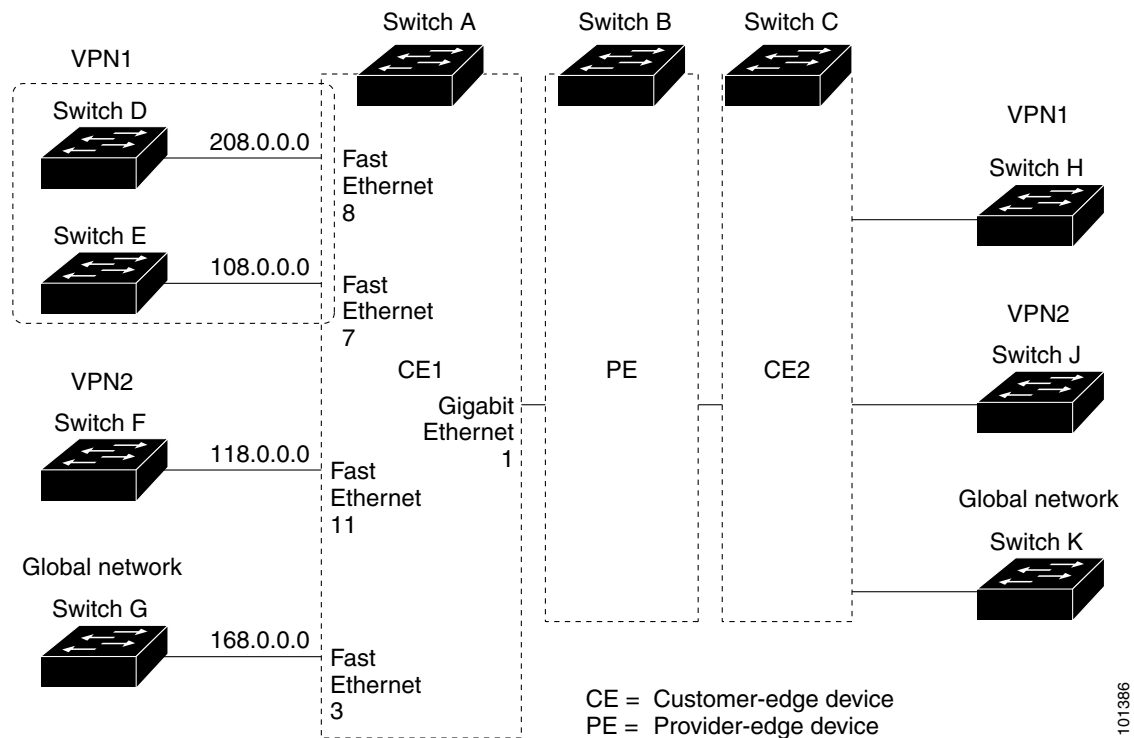 Switch A
Switch B
Switch C
VPN1
Switch D
208.0.0.0
Fast
Ethernet
8
Switch E
108.0.0.0
Fast
Ethernet
7
VPN2
Switch F
118.0.0.0
Fast
Ethernet
11
Global network
Switch G
168.0.0.0
Fast
Ethernet
3
CE1
Gigabit
Ethernet
1
PE
CE2
VPN1
Switch H
VPN2
Switch J
Global network
Switch K
CE = Customer-edge device
PE = Provider-edge device
101386